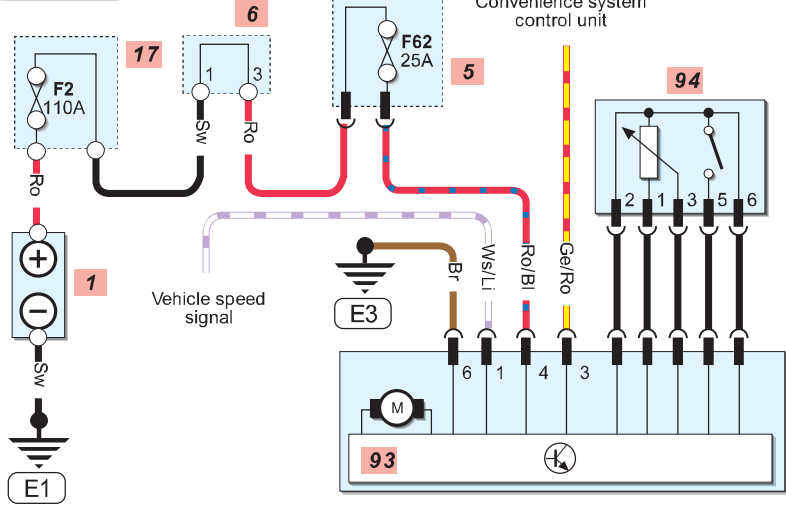 Convenience system
control unit
6
17
F62
25A
5
94
F2
110A
1
3
Sw
Ro
Ro
2
1
3
5
6
1
Vehicle speed
signal
E3
Br
Ws/Li
Ro/Bl
Ge/Ro
Sw
6
1
4
3
M
93
E1